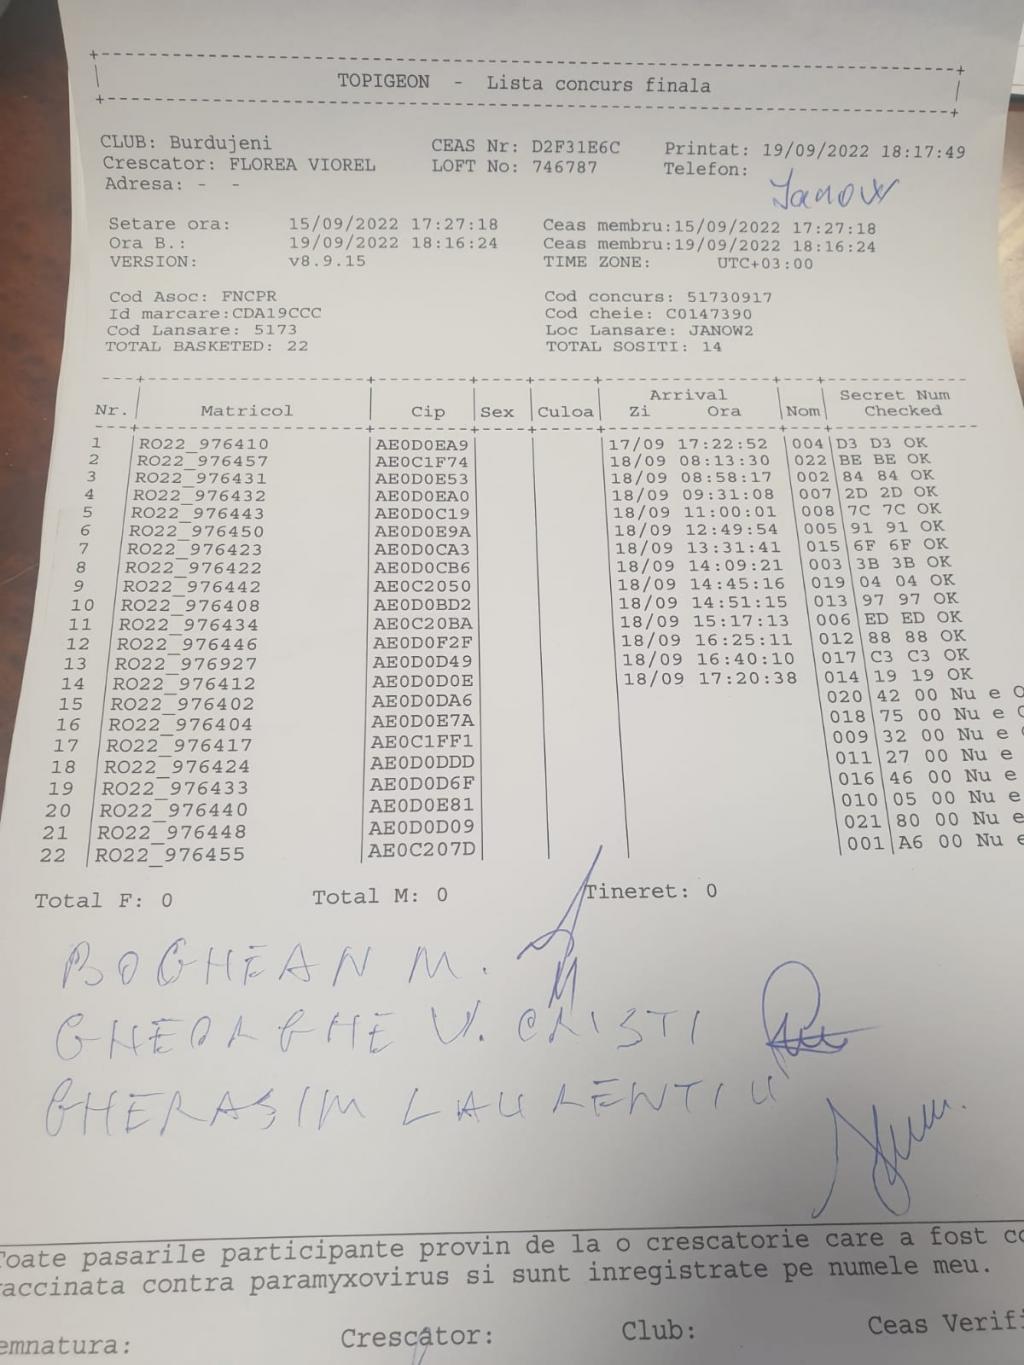 TOPIGEON - Lista concurs finala
CLUB: Burdujeni CEAS Nr: D2F31E6C Printat: 19/09/2022 18:17:49
Crescator: FLOREA VIOREL LOFT No: 746787 Telefon:
Adresa: - -
Janow
Setare ora: 15/09/2022 17:27:18 Ceas membru:15/09/2022 17:27:18
Ora B.: 19/09/2022 18:16:24 Ceas membru:19/09/2022 18:16:24
VERSION: v8.9.15 TIME ZONE: UTC+03:00
Cod Asoc: FNCPR Cod concurs: 51730917
Id marcare:CDA19CCC Cod cheie: C0147390
Cod Lansare: 5173 Loc Lansare: JANOW2
TOTAL BASKETED: 22 TOTAL SOSITI: 14
Arrival Secret Num
Nr. Matricol Cip Sex Culoa Zi Ora Nom Checked
1 RO22_976410 AE0D0EA9 17/09 17:22:52 004 D3 D3 OK
2 RO22_976457 AE0C1F74 18/09 08:13:30 022 BE BE OK
3 RO22_976431 AE0D0E53 18/09 08:58:17 002 84 84 OK
4 RO22_976432 AE0D0EA0 18/09 09:31:08 007 2D 2D OK
5 RO22_976443 AE0D0C19 18/09 11:00:01 008 7C 7C OK
6 RO22_976450 AE0D0E9A 18/09 12:49:54 005 91 91 OK
7 RO22_976423 AE0D0CA3 18/09 13:31:41 015 6F 6F OK
8 RO22_976422 AE0D0CB6 18/09 14:09:21 003 3B 3B OK
9 RO22_976442 AE0C2050 18/09 14:45:16 019 04 04 OK
10 RO22_976408 AE0D0BD2 18/09 14:51:15 013 97 97 OK
11 RO22_976434 AE0C20BA 18/09 15:17:13 006 ED ED OK
12 RO22_976446 AE0D0F2F 18/09 16:25:11 012 88 88 OK
13 RO22_976927 AE0D0D49 18/09 16:40:10 017 C3 C3 OK
14 RO22_976412 AE0D0D0E 18/09 17:20:38 014 19 19 OK
15 RO22_976402 AE0D0DA6 020 42 00 Nu e O
16 RO22_976404 AE0D0E7A 018 75 00 Nu e
17 RO22_976417 AE0C1FF1 009 32 00 Nu e
18 RO22_976424 AE0D0DDD 011 27 00 Nu e
19 RO22_976433 AE0D0D6F 016 46 00 Nu e
20 RO22_976440 AE0D0E81 010 05 00 Nu e
21 RO22_976448 AE0D0D09 021 80 00 Nu e
22 RO22_976455 AE0C207D 001 A6 00 Nu e
Total F: 0 Total M: 0 Tineret: 0
BOGHEAN M.
GHEORGHE V. CRISTI
GHERASIM LAURENTIU
Toate pasarile participante provin de la o crescatorie care a fost
vaccinata contra paramyxovirus si sunt inregistrate pe numele meu.
emnatura: Crescator: Club: Ceas Verifi